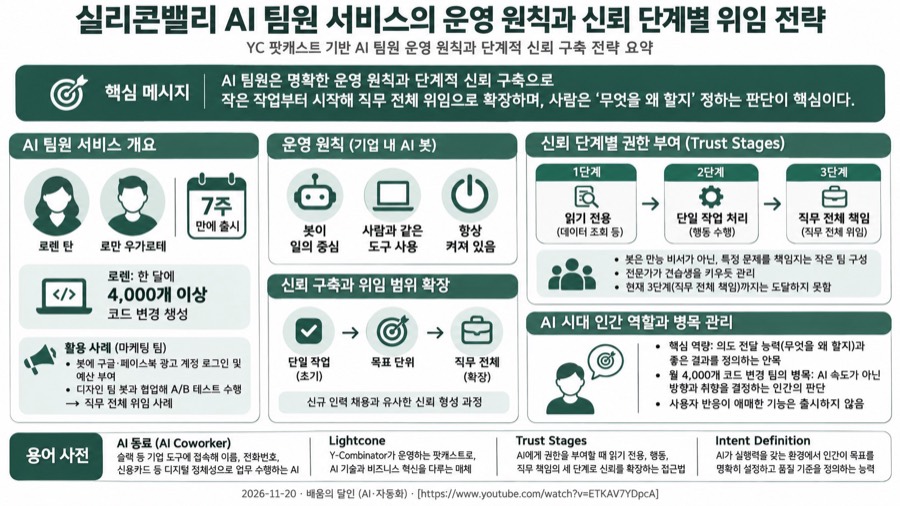 실리콘밸리 AI 팀원 서비스의 운영 원칙과 신뢰 단계별 위임 전략
YC 팟캐스트 기반 AI 팀원 운영 원칙과 단계적 신뢰 구축 전략 요약
핵심 메시지
AI 팀원은 명확한 운영 원칙과 단계적 신뢰 구축으로
작은 작업부터 시작해 직무 전체 위임으로 확장하며, 사람은 ‘무엇을 왜 할지’ 정하는 판단이 핵심이다.
AI 팀원 서비스 개요
로렌 탄
로만 우가르테
7주
만에 출시
</>
로렌: 한 달에
4,000개 이상
코드 변경 생성
활용 사례 (마케팅 팀)
• 봇에 구글·페이스북 광고 계정 로그인 및
예산 부여
• 디자인 팀 봇과 협업해 A/B 테스트 수행
→ 직무 전체 위임 사례
운영 원칙 (기업 내 AI 봇)
봇이
일의 중심
사람과 같은
도구 사용
항상
켜져 있음
신뢰 구축과 위임 범위 확장
단일 작업
(초기)
목표 단위
직무 전체
(확장)
신규 인력 채용과 유사한 신뢰 형성 과정
신뢰 단계별 권한 부여 (Trust Stages)
1단계
읽기 전용
(데이터 조회 등)
2단계
단일 작업 처리
(행동 수행)
3단계
직무 전체 책임
(직무 전체 위임)
• 봇은 만능 비서가 아닌, 특정 문제를 책임지는 작은 팀 구성
• 전문가가 견습생을 키우듯 관리
• 현재 3단계(직무 전체 책임)까지는 도달하지 못함
AI 시대 인간 역할과 병목 관리
• 핵심 역량: 의도 전달 능력(무엇을 왜 할지)과
좋은 결과를 정의하는 안목
• 월 4,000개 코드 변경 팀의 병목: AI 속도가 아닌
방향과 취향을 결정하는 인간의 판단
• 사용자 반응이 애매한 기능은 출시하지 않음
용어 사전
AI 동료 (AI Coworker)
슬랙 등 기업 도구에 접속해 이름, 전화번호,
신용카드 등 디지털 정체성으로 업무 수행하는 AI
Lightcone
Y-Combinator가 운영하는 팟캐스트로,
AI 기술과 비즈니스 혁신을 다루는 매체
Trust Stages
AI에게 권한을 부여할 때 읽기 전용, 행동,
직무 책임의 세 단계로 신뢰를 확장하는 접근법
Intent Definition
AI가 실행력을 갖는 환경에서 인간이 목표를
명확히 설정하고 품질 기준을 정의하는 능력
2026-11-20 · 배움의 달인 (AI·자동화) · [https://www.youtube.com/watch?v=ETKAV7YDpcA]